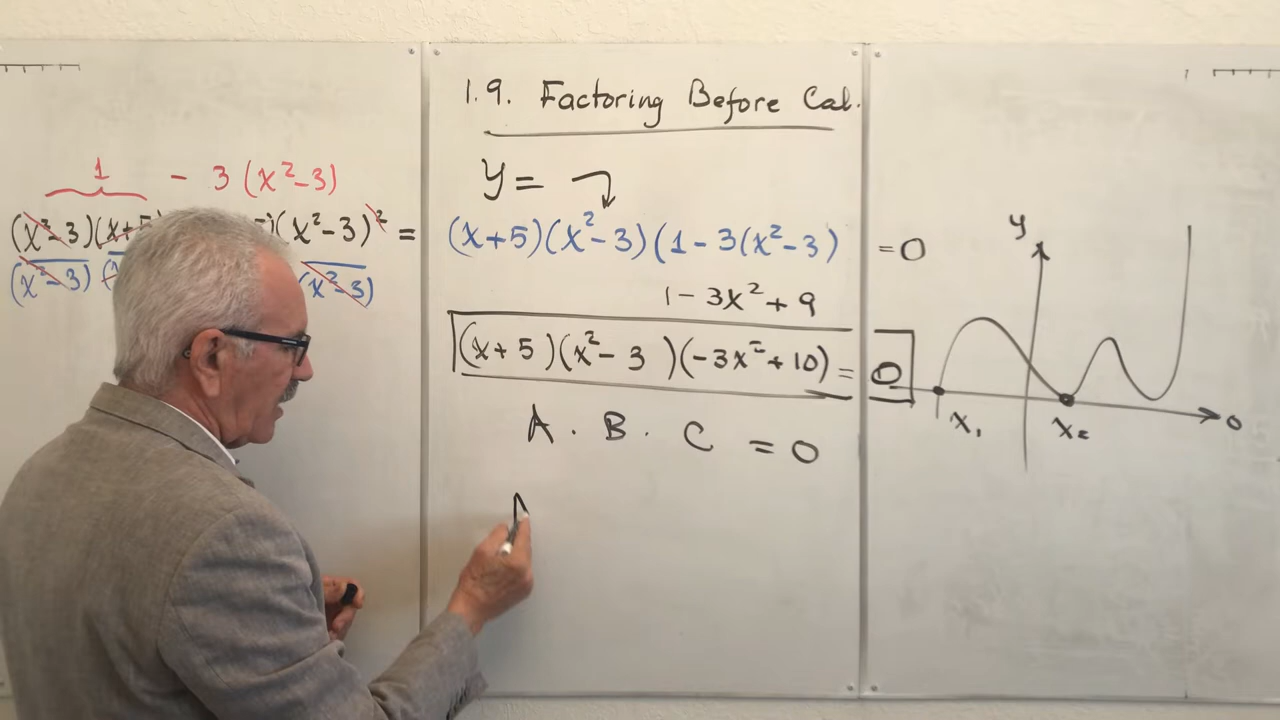 1 - 3 (x²-3)
(x²-3)(x+5) (x²-3)² =
(x²-3) (x²-3)
1.9. Factoring Before Cal.
y =
(x+5)(x²-3)(1-3(x²-3) = 0
1 - 3x² + 9
(x+5)(x²-3)(-3x²+10) = 0
A . B . C = 0
A
y
x₁ x₂ 0